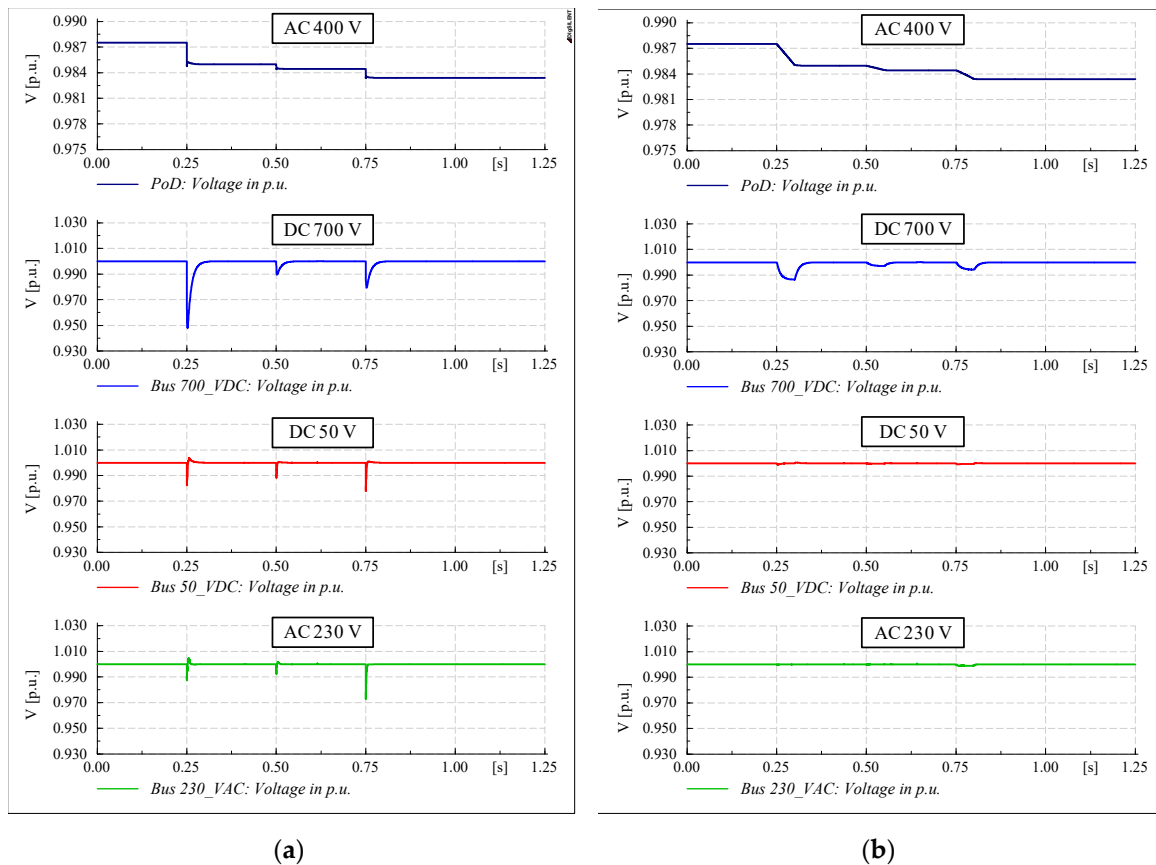 AC 400 V
V [p.u.]
0.990
0.987
0.984
0.981
0.978
0.975
0.00 0.25 0.50 0.75 1.00 [s] 1.25
PoD: Voltage in p.u.
DIgSILENT
DC 700 V
V [p.u.]
1.030
1.010
0.990
0.970
0.950
0.930
0.00 0.25 0.50 0.75 1.00 [s] 1.25
Bus 700_VDC: Voltage in p.u.
DC 50 V
V [p.u.]
1.030
1.010
0.990
0.970
0.950
0.930
0.00 0.25 0.50 0.75 1.00 [s] 1.25
Bus 50_VDC: Voltage in p.u.
AC 230 V
V [p.u.]
1.030
1.010
0.990
0.970
0.950
0.930
0.00 0.25 0.50 0.75 1.00 [s] 1.25
Bus 230_VAC: Voltage in p.u.
(a)
AC 400 V
V [p.u.]
0.990
0.987
0.984
0.981
0.978
0.975
0.00 0.25 0.50 0.75 1.00 [s] 1.25
PoD: Voltage in p.u.
DC 700 V
V [p.u.]
1.030
1.010
0.990
0.970
0.950
0.930
0.00 0.25 0.50 0.75 1.00 [s] 1.25
Bus 700_VDC: Voltage in p.u.
DC 50 V
V [p.u.]
1.030
1.010
0.990
0.970
0.950
0.930
0.00 0.25 0.50 0.75 1.00 [s] 1.25
Bus 50_VDC: Voltage in p.u.
AC 230 V
V [p.u.]
1.030
1.010
0.990
0.970
0.950
0.930
0.00 0.25 0.50 0.75 1.00 [s] 1.25
Bus 230_VAC: Voltage in p.u.
(b)